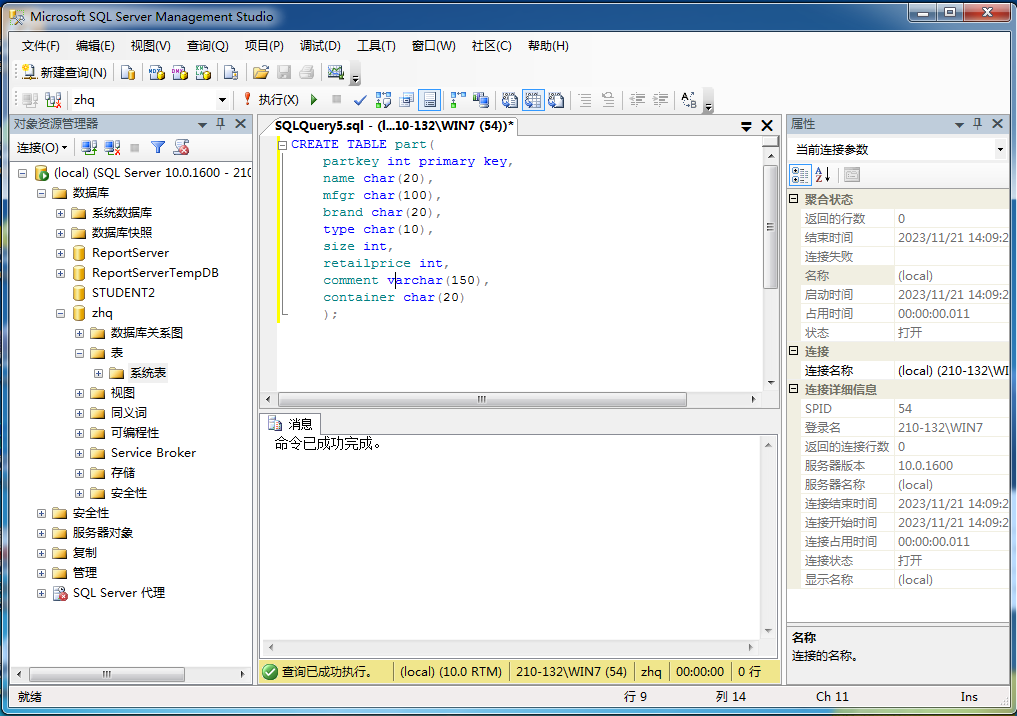 Microsoft SQL Server Management Studio
文件(F) 编辑(E) 视图(V) 查询(Q) 项目(P) 调试(D) 工具(T) 窗口(W) 社区(C) 帮助(H)
新建查询(N)
zhq 执行(X)
对象资源管理器
连接(O)
(local) (SQL Server 10.0.1600 - 210
数据库
系统数据库
数据库快照
ReportServer
ReportServerTempDB
STUDENT2
zhq
数据库关系图
表
系统表
视图
同义词
可编程性
Service Broker
存储
安全性
安全性
服务器对象
复制
管理
SQL Server 代理
SQLQuery5.sql - (l...10-132\WIN7 (54))*
CREATE TABLE part(
partkey int primary key,
name char(20),
mfgr char(100),
brand char(20),
type char(10),
size int,
retailprice int,
comment varchar(150),
container char(20)
);
消息
命令已成功完成。
查询已成功执行。 (local) (10.0 RTM) 210-132\WIN7 (54) zhq 00:00:00 0 行
属性
当前连接参数
聚合状态
返回的行数 0
结束时间 2023/11/21 14:09:2
连接失败
名称 (local)
启动时间 2023/11/21 14:09:2
占用时间 00:00:00.011
状态 打开
连接
连接名称 (local) (210-132\WI
连接详细信息
SPID 54
登录名 210-132\WIN7
返回的连接行数 0
服务器版本 10.0.1600
服务器名称 (local)
连接结束时间 2023/11/21 14:09:2
连接开始时间 2023/11/21 14:09:2
连接占用时间 00:00:00.011
连接状态 打开
显示名称 (local)
名称
连接的名称。
就绪 行 9 列 14 Ch 11 Ins